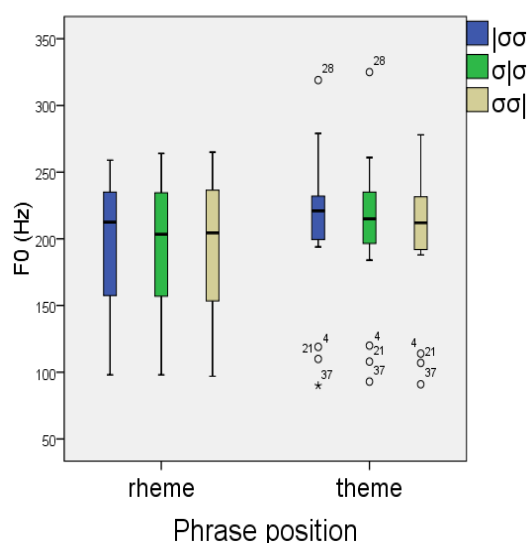 350
300
250
200
150
100
50
F0 (Hz)
|σσ
σ|σ
σσ|
28
28
21 4
37
4
21
37
4 21
37
rheme theme
Phrase position